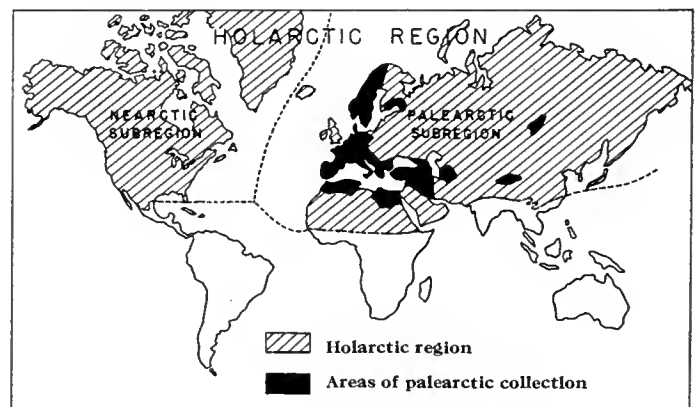 HOLARCTIC REGION
NEARCTIC
SUBREGION
PALEARCTIC
SUBREGION
Holarctic region
Areas of palearctic collection